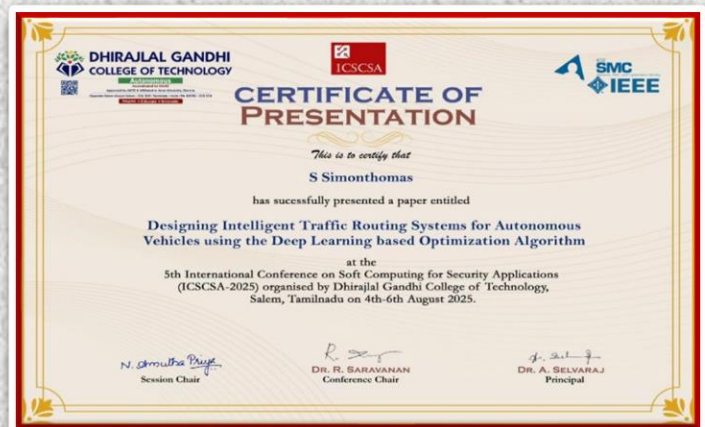 DHIRAJLAL GANDHI
COLLEGE OF TECHNOLOGY
Autonomous
ICSCSA
SMC
IEEE
CERTIFICATE OF
PRESENTATION
This is to certify that
S Simonthomas
has sucessfully presented a paper entitled
Designing Intelligent Traffic Routing Systems for Autonomous
Vehicles using the Deep Learning based Optimization Algorithm
at the
5th International Conference on Soft Computing for Security Applications
(ICSCSA-2025) organised by Dhirajlal Gandhi College of Technology,
Salem, Tamilnadu on 4th-6th August 2025.
Session Chair
DR. R. SARAVANAN
Conference Chair
DR. A. SELVARAJ
Principal